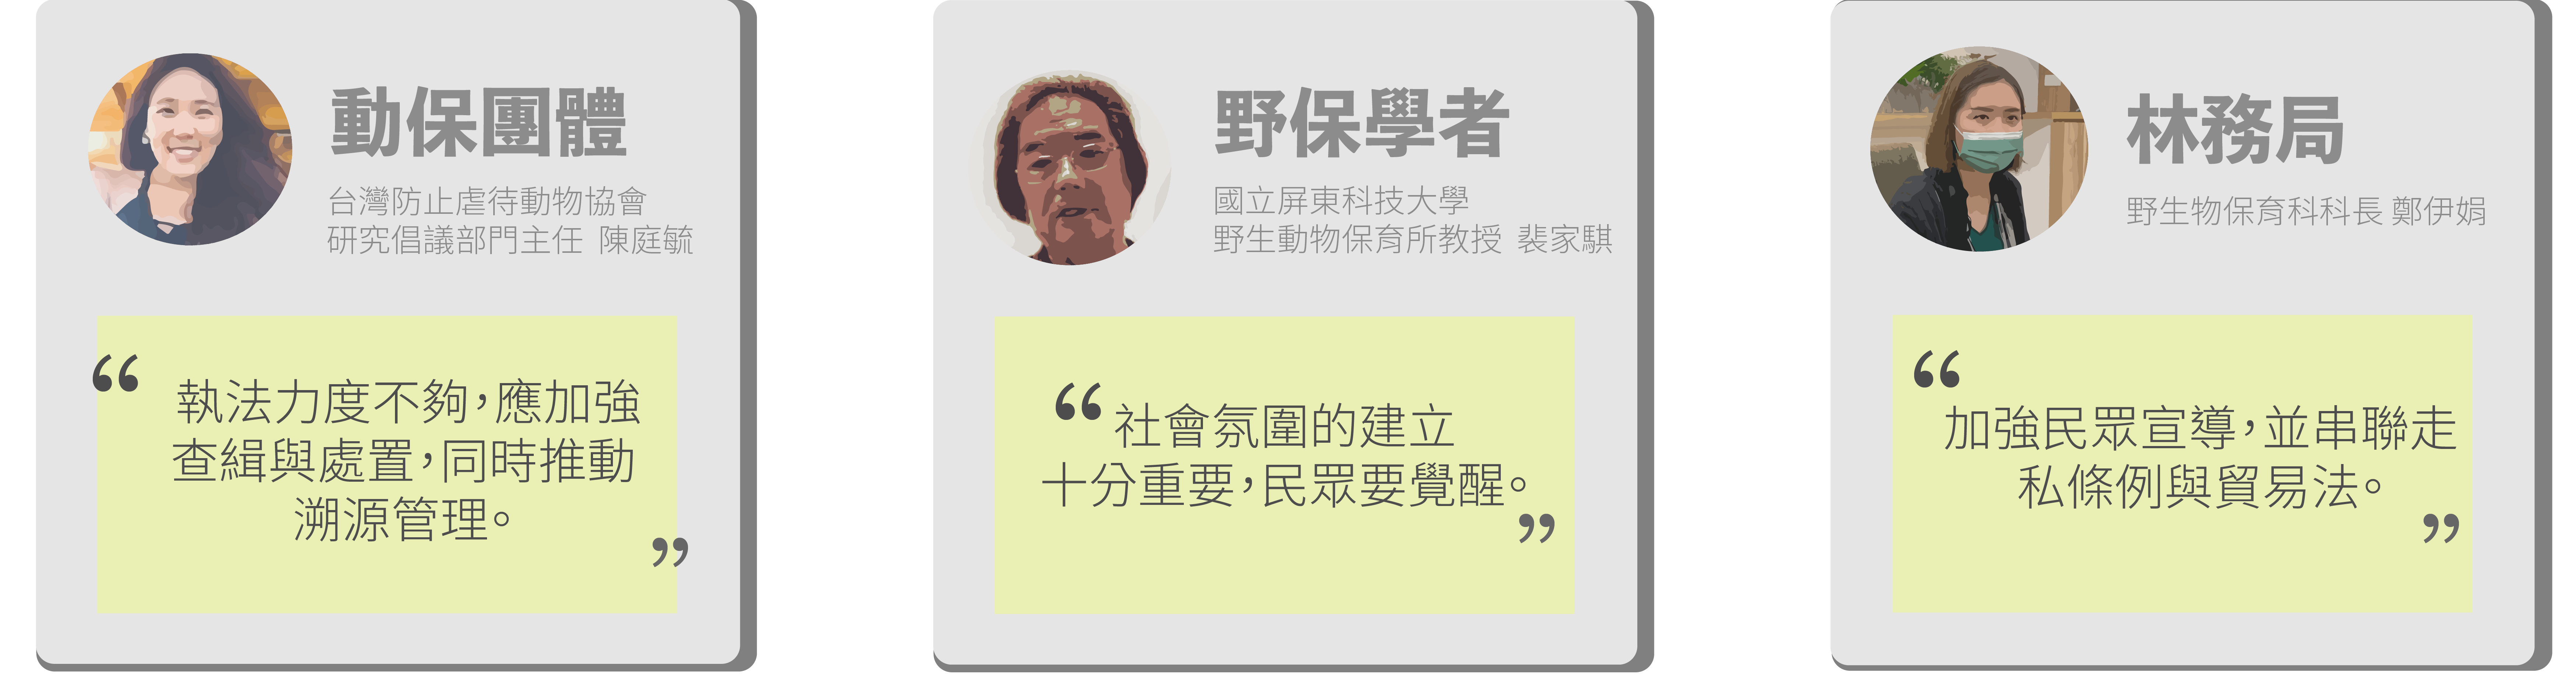 動保團體
台灣防止虐待動物協會
研究倡議部門主任 陳庭毓
“ 執法力度不夠，應加強
查緝與處置，同時推動
溯源管理。
”
野保學者
國立屏東科技大學
野生動物保育所教授 裴家騏
“ 社會氛圍的建立
十分重要，民眾要覺醒。
”
林務局
野生物保育科科長 鄭伊娟
“
加強民眾宣導，並串聯走
私條例與貿易法。
”